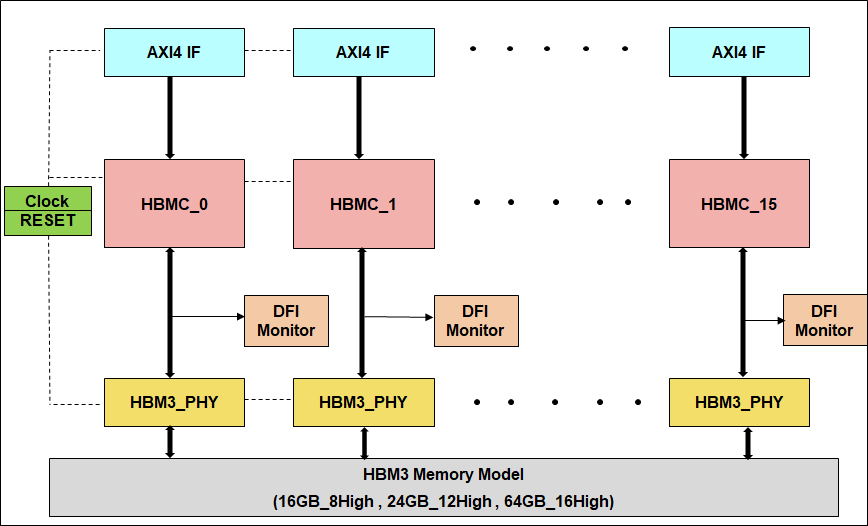 AXI4 IF
AXI4 IF
AXI4 IF
Clock
RESET
HBMC_0
HBMC_1
HBMC_15
DFI
Monitor
DFI
Monitor
DFI
Monitor
HBM3_PHY
HBM3_PHY
HBM3_PHY
HBM3 Memory Model
(16GB_8High , 24GB_12High , 64GB_16High)